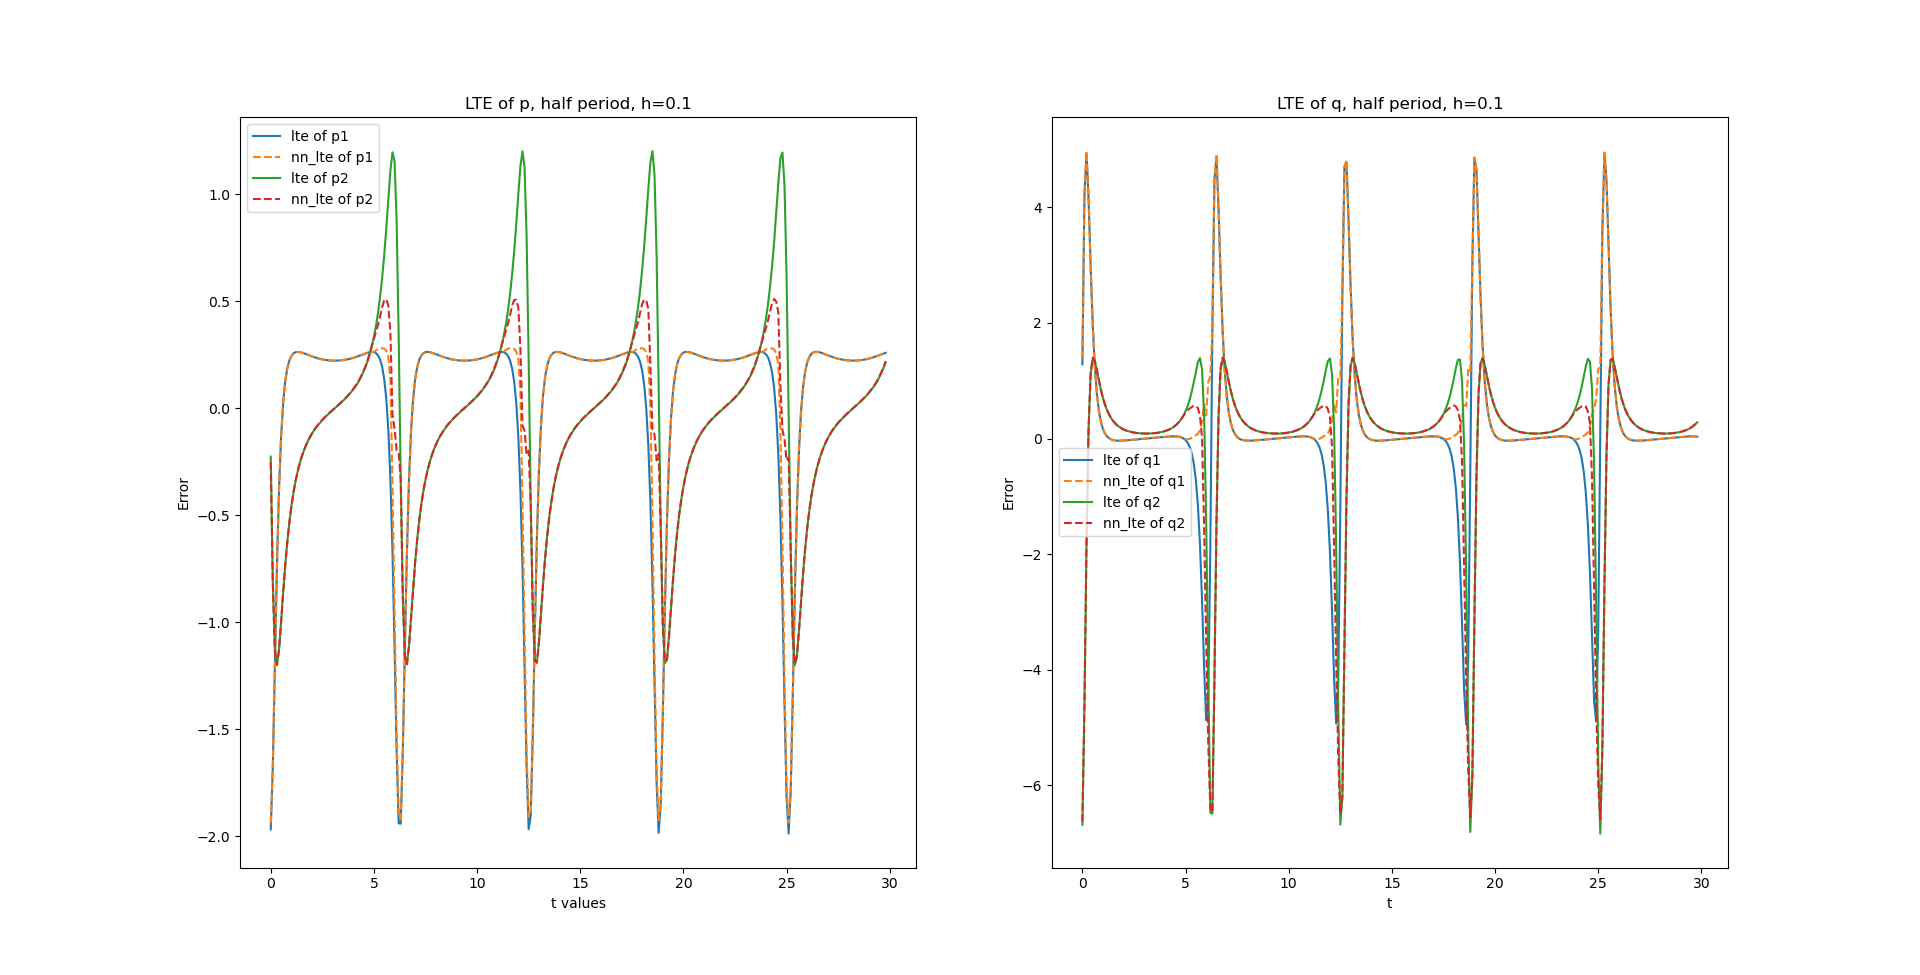 LTE of p, half period, h=0.1
lte of p1
nn_lte of p1
lte of p2
nn_lte of p2
1.0
0.5
0.0
−0.5
−1.0
−1.5
−2.0
Error
0 5 10 15 20 25 30
t values
LTE of q, half period, h=0.1
4
2
0
−2
−4
−6
lte of q1
nn_lte of q1
lte of q2
nn_lte of q2
Error
0 5 10 15 20 25 30
t